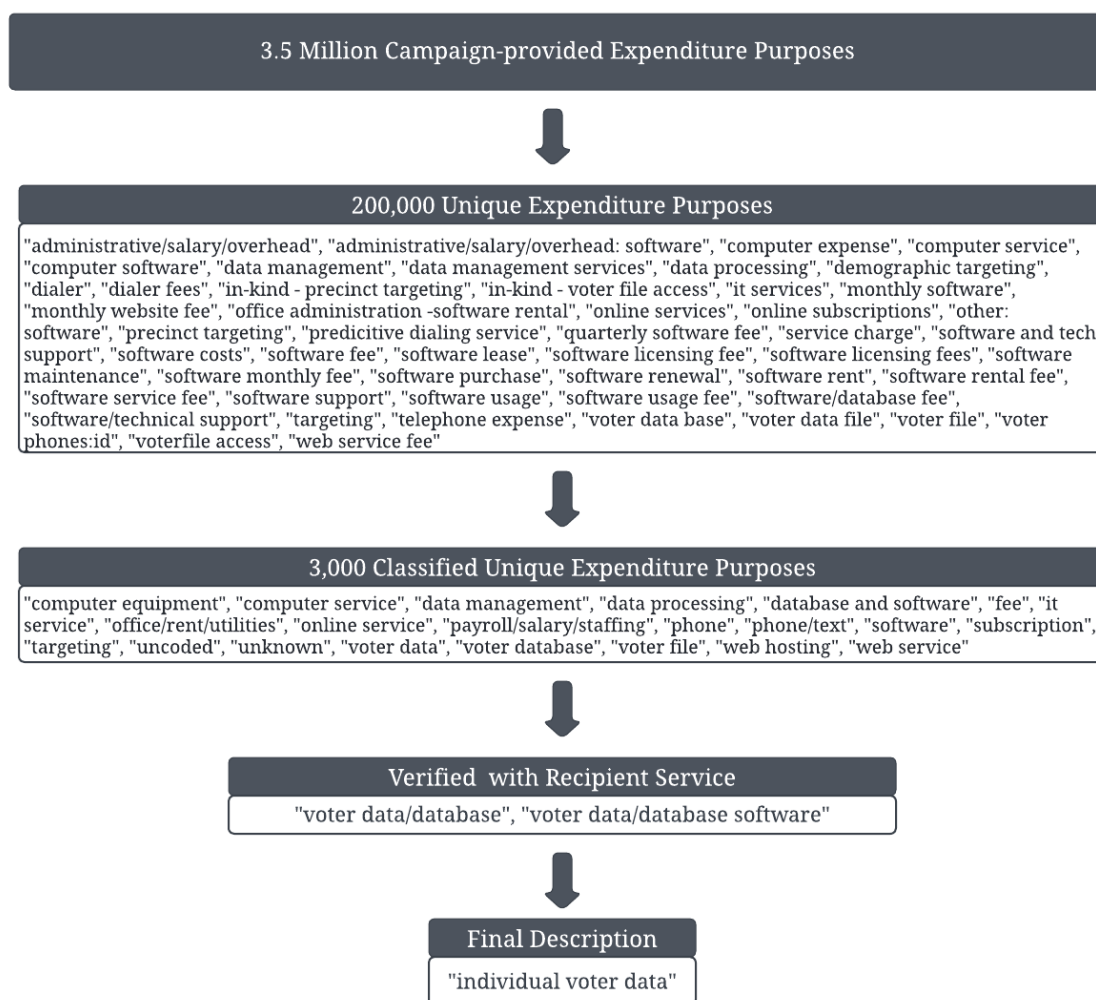 3.5 Million Campaign-provided Expenditure Purposes
200,000 Unique Expenditure Purposes
"administrative/salary/overhead", "administrative/salary/overhead: software", "computer expense", "computer service",
"computer software", "data management", "data management services", "data processing", "demographic targeting",
"dialer", "dialer fees", "in-kind - precinct targeting", "in-kind - voter file access", "it services", "monthly software",
"monthly website fee", "office administration -software rental", "online services", "online subscriptions", "other:
software", "precinct targeting", "predicitive dialing service", "quarterly software fee", "service charge", "software and tech
support", "software costs", "software fee", "software lease", "software licensing fee", "software licensing fees", "software
maintenance", "software monthly fee", "software purchase", "software renewal", "software rent", "software rental fee",
"software service fee", "software support", "software usage", "software usage fee", "software/database fee",
"software/technical support", "targeting", "telephone expense", "voter data base", "voter data file", "voter file", "voter
phones:id", "voterfile access", "web service fee"
3,000 Classified Unique Expenditure Purposes
"computer equipment", "computer service", "data management", "data processing", "database and software", "fee", "it
service", "office/rent/utilities", "online service", "payroll/salary/staffing", "phone", "phone/text", "software", "subscription",
"targeting", "uncoded", "unknown", "voter data", "voter database", "voter file", "web hosting", "web service"
Verified with Recipient Service
"voter data/database", "voter data/database software"
Final Description
"individual voter data"